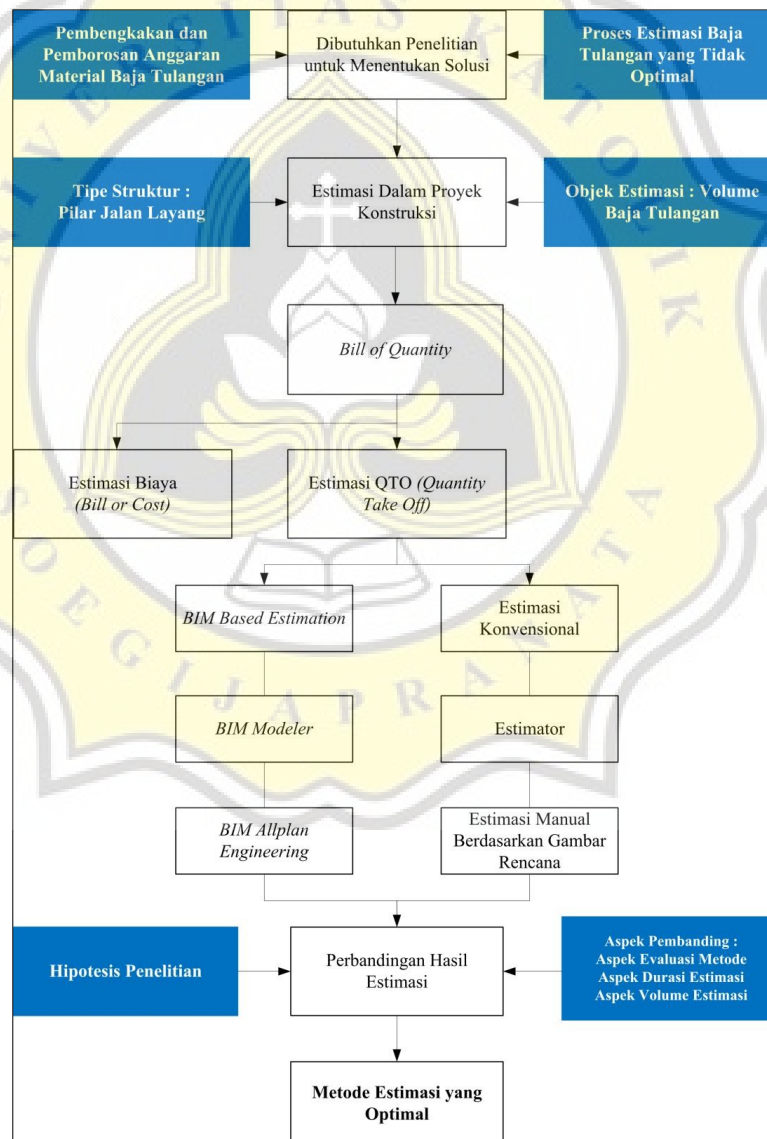 Pembengkakan dan
Pemborosan Anggaran
Material Baja Tulangan
Dibutuhkan Penelitian
untuk Menentukan Solusi
Proses Estimasi Baja
Tulangan yang Tidak
Optimal
Tipe Struktur :
Pilar Jalan Layang
Estimasi Dalam Proyek
Konstruksi
Objek Estimasi : Volume
Baja Tulangan
Bill of Quantity
Estimasi Biaya
(Bill or Cost)
Estimasi QTO (Quantity
Take Off)
BIM Based Estimation
Estimasi
Konvensional
BIM Modeler
Estimator
BIM Allplan
Engineering
Estimasi Manual
Berdasarkan Gambar
Rencana
Hipotesis Penelitian
Perbandingan Hasil
Estimasi
Aspek Pembanding :
Aspek Evaluasi Metode
Aspek Durasi Estimasi
Aspek Volume Estimasi
Metode Estimasi yang
Optimal
UNIVERSITAS KATOLIK
SOEGIJAPRANATA